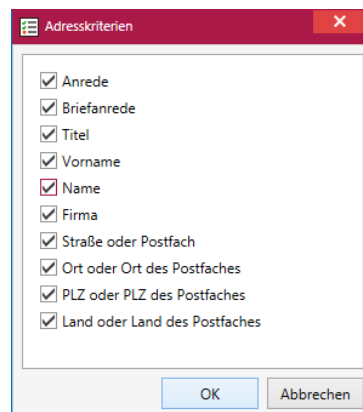 Adresskriterien
Anrede
Briefanrede
Titel
Vorname
Name
Firma
Straße oder Postfach
Ort oder Ort des Postfaches
PLZ oder PLZ des Postfaches
Land oder Land des Postfaches
OK Abbrechen